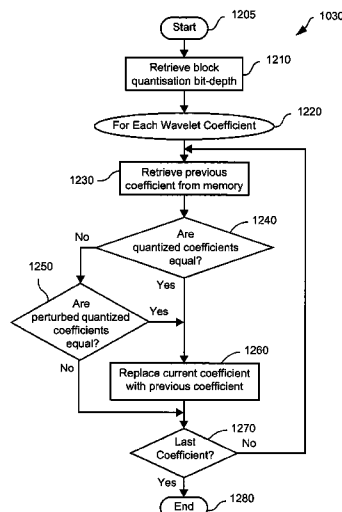 1205
Start
1030
Retrieve block
quantisation bit-depth
1210
1220
For Each Wavelet Coefficient
1230
Retrieve previous
coefficient from memory
1240
Are
quantized coefficients
equal?
No
Yes
1250
Are
perturbed quantized
coefficients
equal?
Yes
No
1260
Replace current coefficient
with previous coefficient
1270
Last
Coefficient?
No
Yes
End
1280